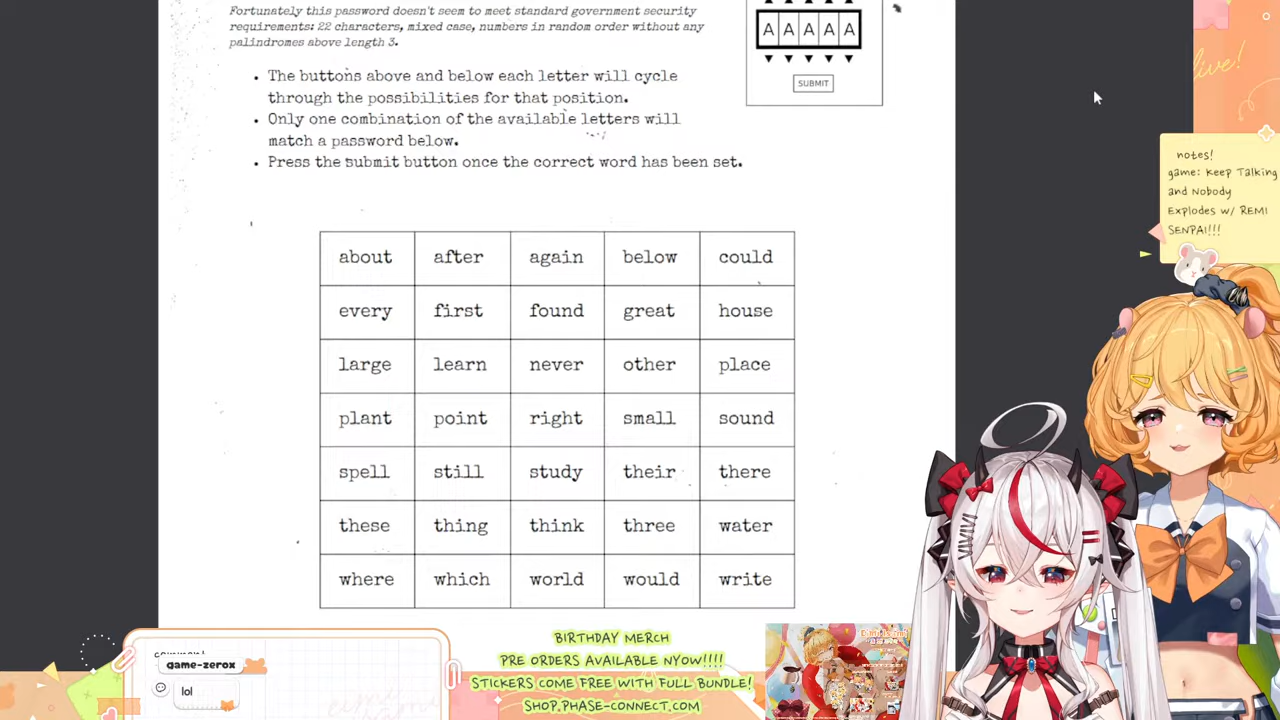 Fortunately this password doesn't seem to meet standard government security
requirements: 22 characters, mixed case, numbers in random order without any
palindromes above length 3.
• The buttons above and below each letter will cycle
through the possibilities for that position.
• Only one combination of the available letters will
match a password below.
• Press the submit button once the correct word has been set.
A A A A A
SUBMIT
about after again below could
every first found great house
large learn never other place
plant point right small sound
spell still study their there
these thing think three water
where which world would write
live!
notes!
game: Keep Talking
and Nobody
Explodes w/ REMI
SENPAI!!!
game-zerox
lol
BIRTHDAY MERCH
PRE ORDERS AVAILABLE NYOW!!!!
STICKERS COME FREE WITH FULL BUNDLE!
SHOP.PHASE-CONNECT.COM